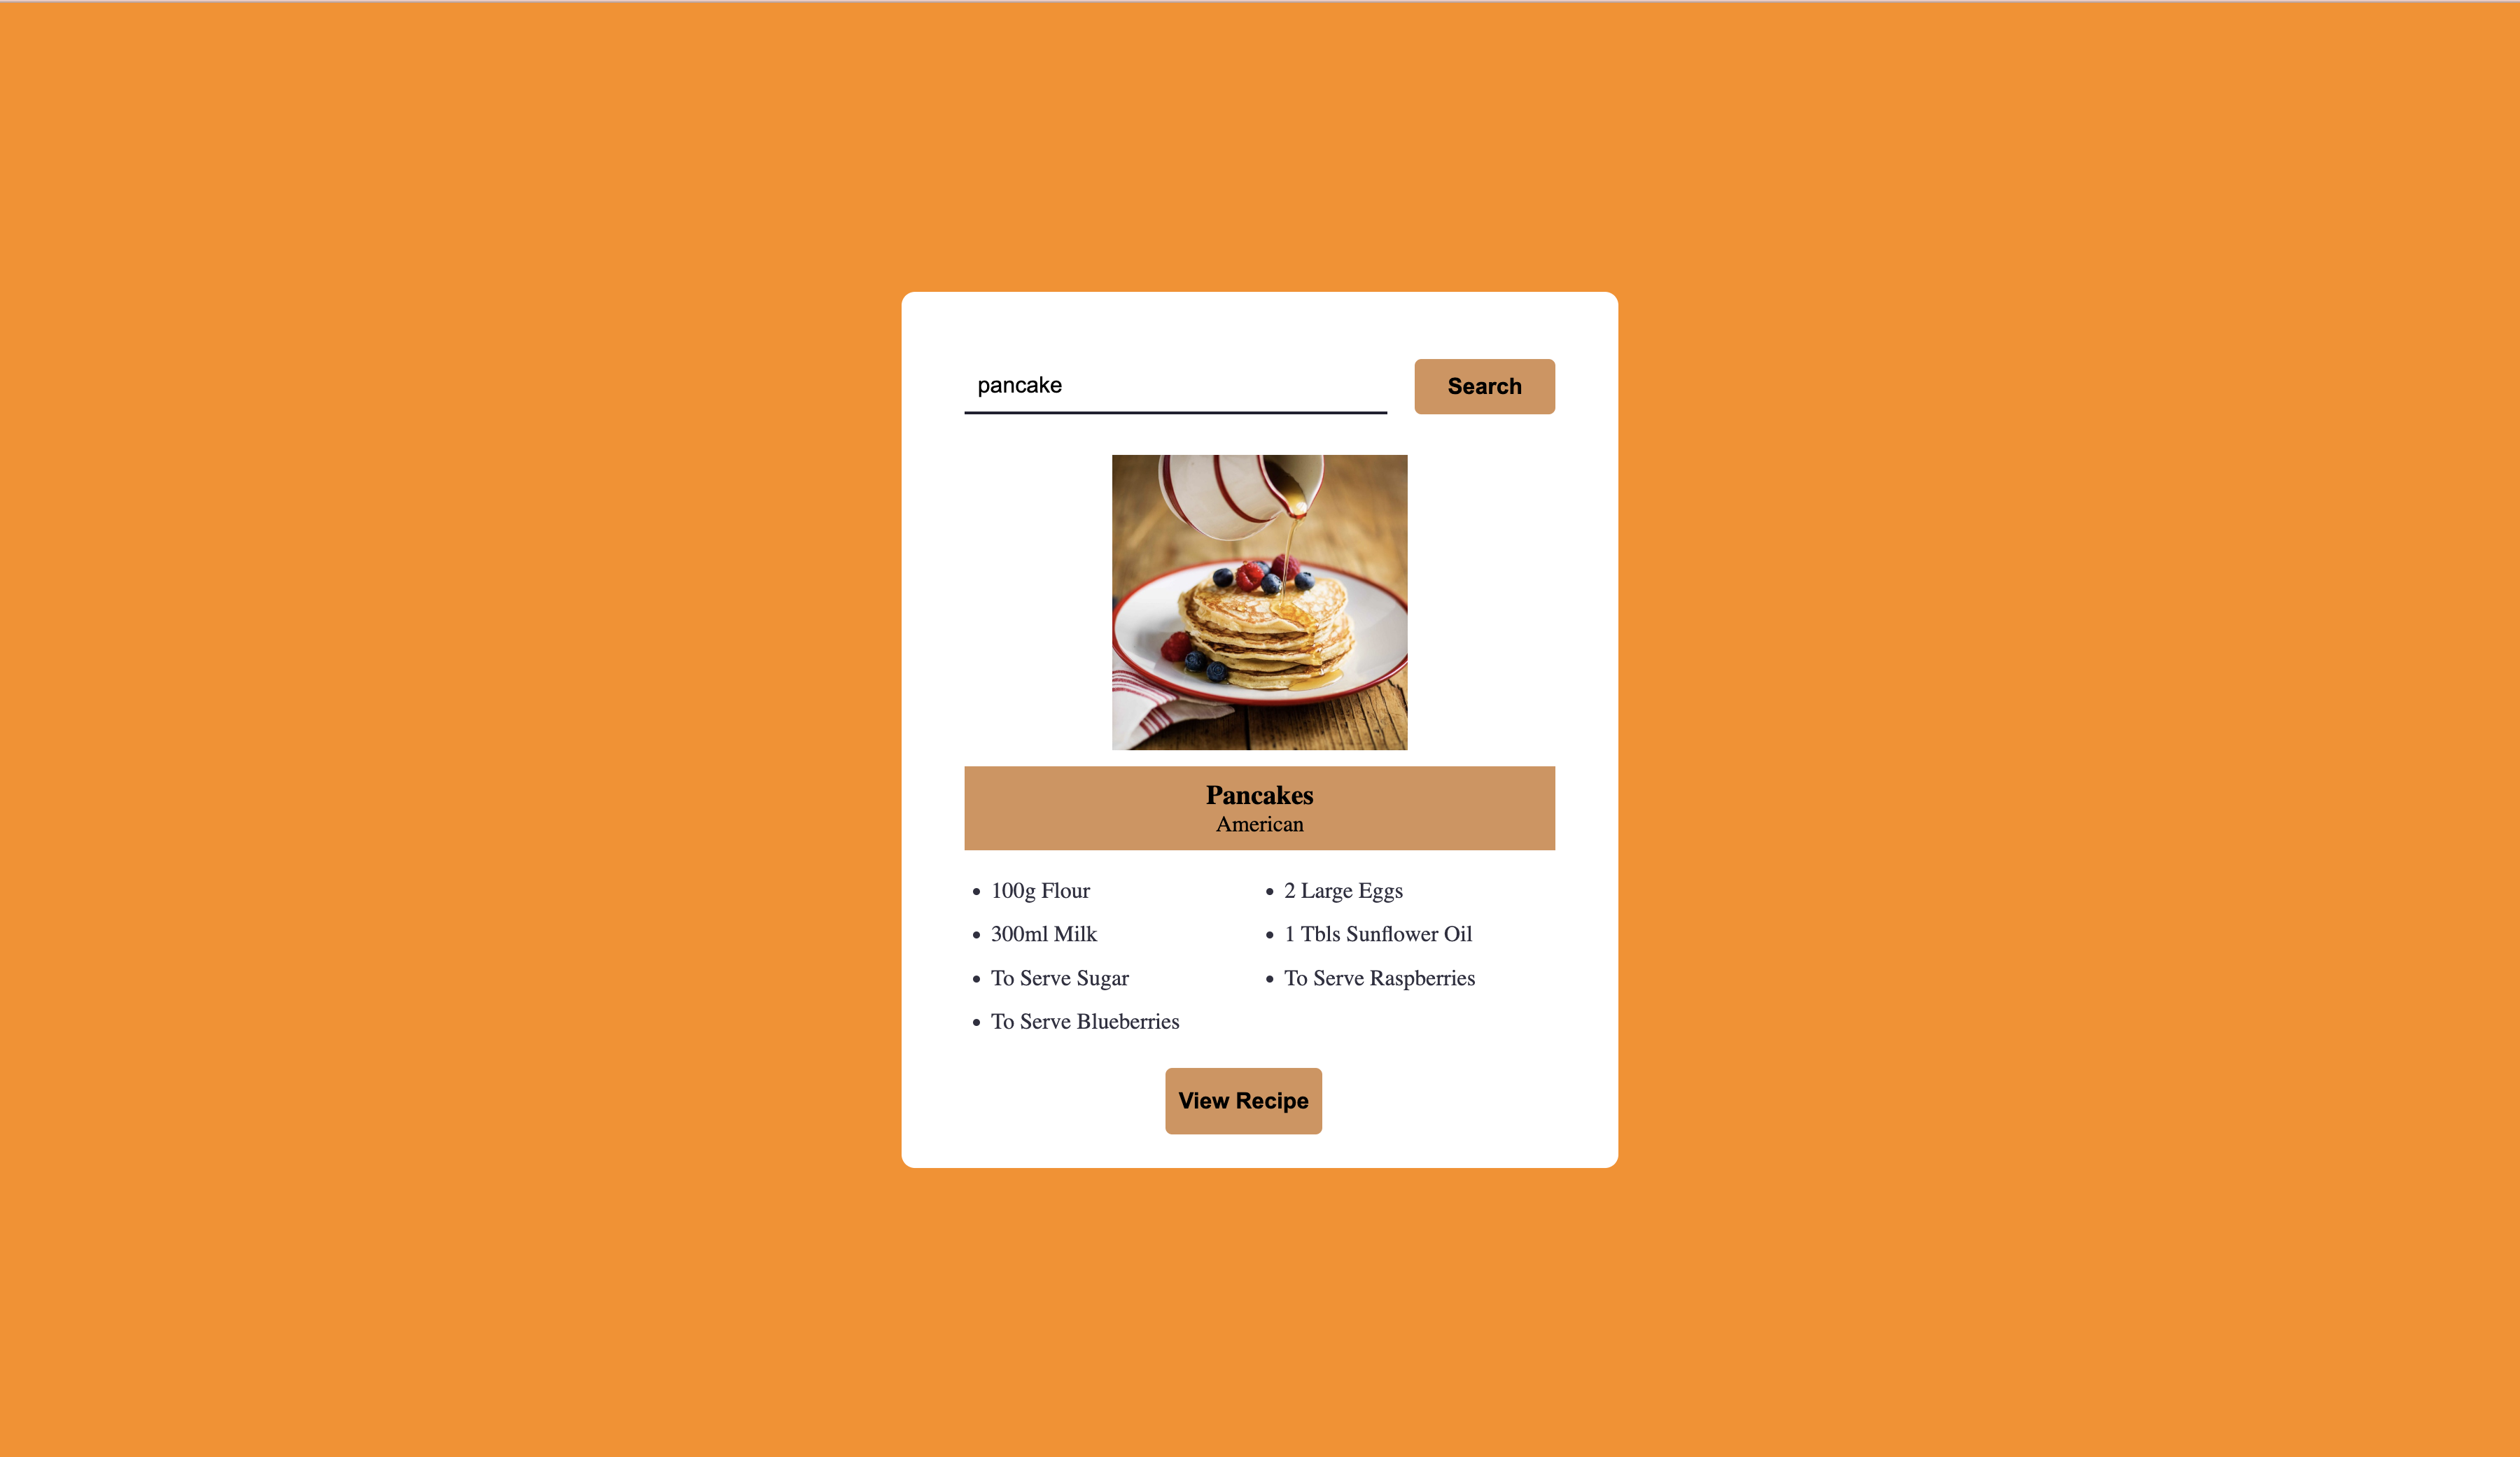 pancake
Search
Pancakes
American
100g Flour
2 Large Eggs
300ml Milk
1 Tbls Sunflower Oil
To Serve Sugar
To Serve Raspberries
To Serve Blueberries
View Recipe